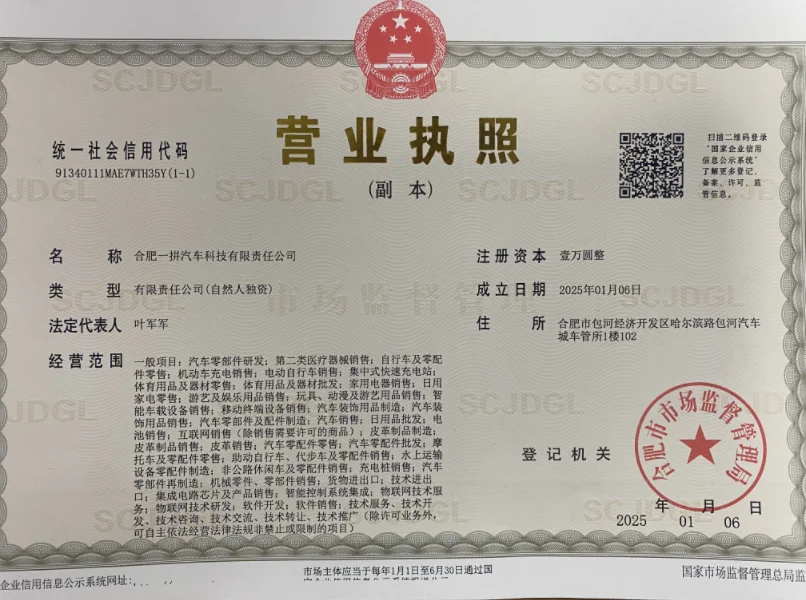 营业执照
(副 本)
统一社会信用代码
91340111MAE7WTH35Y(1-1)
扫描二维码登录
"国家企业信用
信息公示系统"
了解更多登记、
备案、许可、监
管信息。
名 称 合肥一拼汽车科技有限责任公司
类 型 有限责任公司(自然人独资)
法定代表人 叶军军
经营范围 一般项目:汽车零部件研发;第二类医疗器械销售;自行车及零配
件零售;机动车充电销售;电动自行车销售;集中式快速充电站;
体育用品及器材零售;体育用品及器材批发;家用电器销售;日用
家电零售;游艺及娱乐用品销售;玩具、动漫及游艺用品销售;智
能车载设备销售;移动终端设备销售;汽车装饰用品制造;汽车装
饰用品销售;汽车零部件及配件制造;汽车销售;日用品批发;电
池销售;互联网销售(除销售需要许可的商品);皮革制品制造;
皮革制品销售;皮革销售;汽车零配件零售;汽车零配件批发;摩
托车及零配件零售;助动自行车、代步车及零配件销售;水上运输
设备零配件制造;非公路休闲车及零配件销售;充电桩销售;汽车
零部件再制造;机械零件、零部件销售;货物进出口;技术进出
口;集成电路芯片及产品销售;智能控制系统集成;物联网技术服
务;物联网技术研发;软件开发;软件销售;技术服务、技术开
发、技术咨询、技术交流、技术转让、技术推广(除许可业务外,
可自主依法经营法律法规非禁止或限制的项目)
注册资本 壹万圆整
成立日期 2025年01月06日
住 所 合肥市包河经济开发区哈尔滨路包河汽车
城车管所1楼102
登记机关
合肥市市场监督管理局
2025 年 01 月 06 日
SCJDGL
市场监督管理
企业信用信息公示系统网址:
市场主体应当于每年1月1日至6月30日通过国
国家市场监督管理总局监